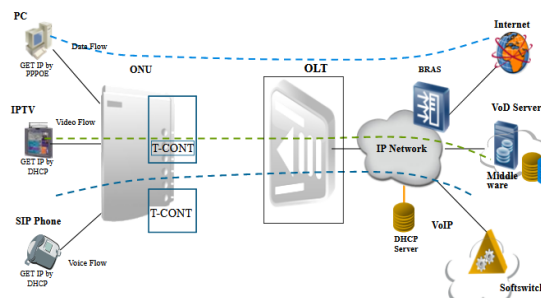 PC
Data Flow
GET IP by
PPPOE
ONU
OLT
BRAS
Internet
IPTV
Video Flow
GET IP by
DHCP
T-CONT
IP Network
VoD Server
Middle
ware
SIP Phone
T-CONT
DHCP
Server
VoIP
GET IP by
DHCP
Voice Flow
Softswitch